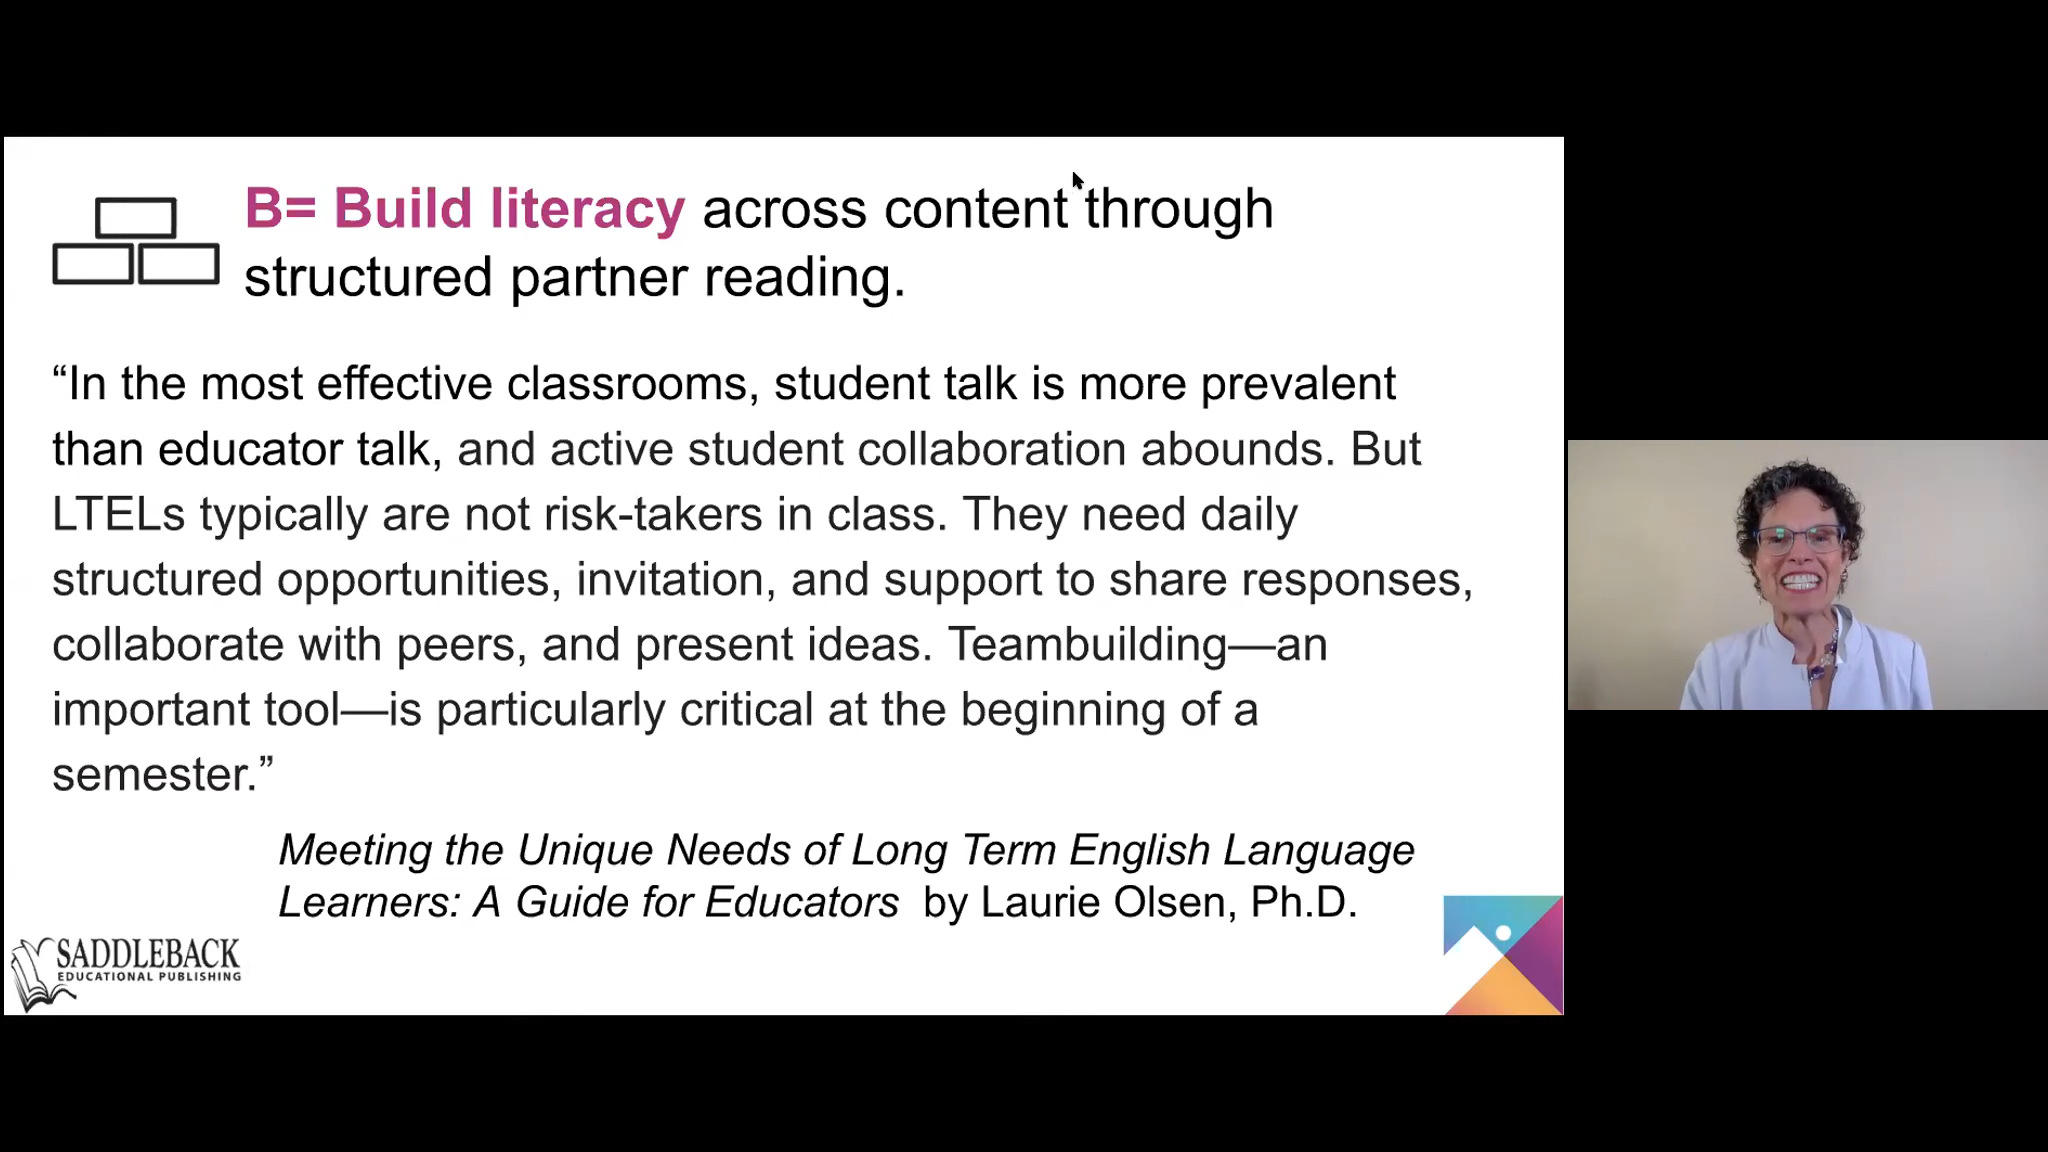 B= Build literacy across content through
structured partner reading.
“In the most effective classrooms, student talk is more prevalent
than educator talk, and active student collaboration abounds. But
LTELs typically are not risk-takers in class. They need daily
structured opportunities, invitation, and support to share responses,
collaborate with peers, and present ideas. Teambuilding—an
important tool—is particularly critical at the beginning of a
semester.”
Meeting the Unique Needs of Long Term English Language
Learners: A Guide for Educators by Laurie Olsen, Ph.D.
SADDLEBACK
EDUCATIONAL PUBLISHING